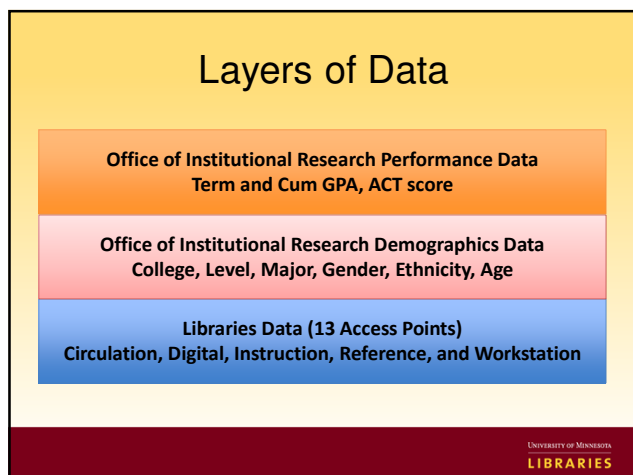 Layers of Data
Office of Institutional Research Performance Data
Term and Cum GPA, ACT score
Office of Institutional Research Demographics Data
College, Level, Major, Gender, Ethnicity, Age
Libraries Data (13 Access Points)
Circulation, Digital, Instruction, Reference, and Workstation
UNIVERSITY OF MINNESOTA
LIBRARIES